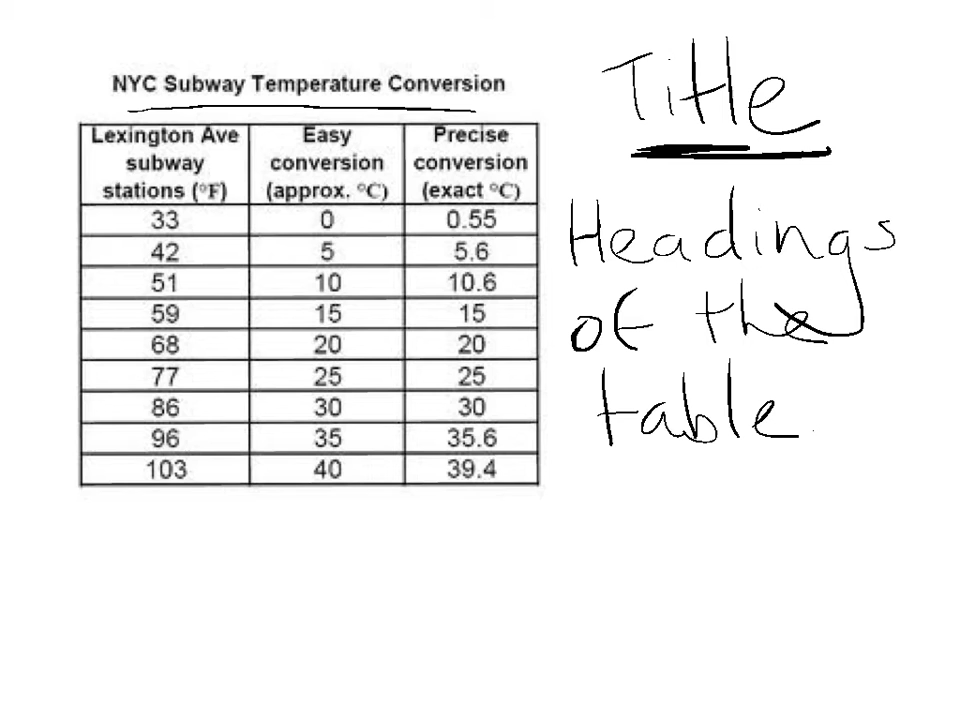 NYC Subway Temperature Conversion
Lexington Ave subway stations (°F) Easy conversion (approx. °C) Precise conversion (exact °C)
33 0 0.55
42 5 5.6
51 10 10.6
59 15 15
68 20 20
77 25 25
86 30 30
96 35 35.6
103 40 39.4
Title
Headings
of the
table